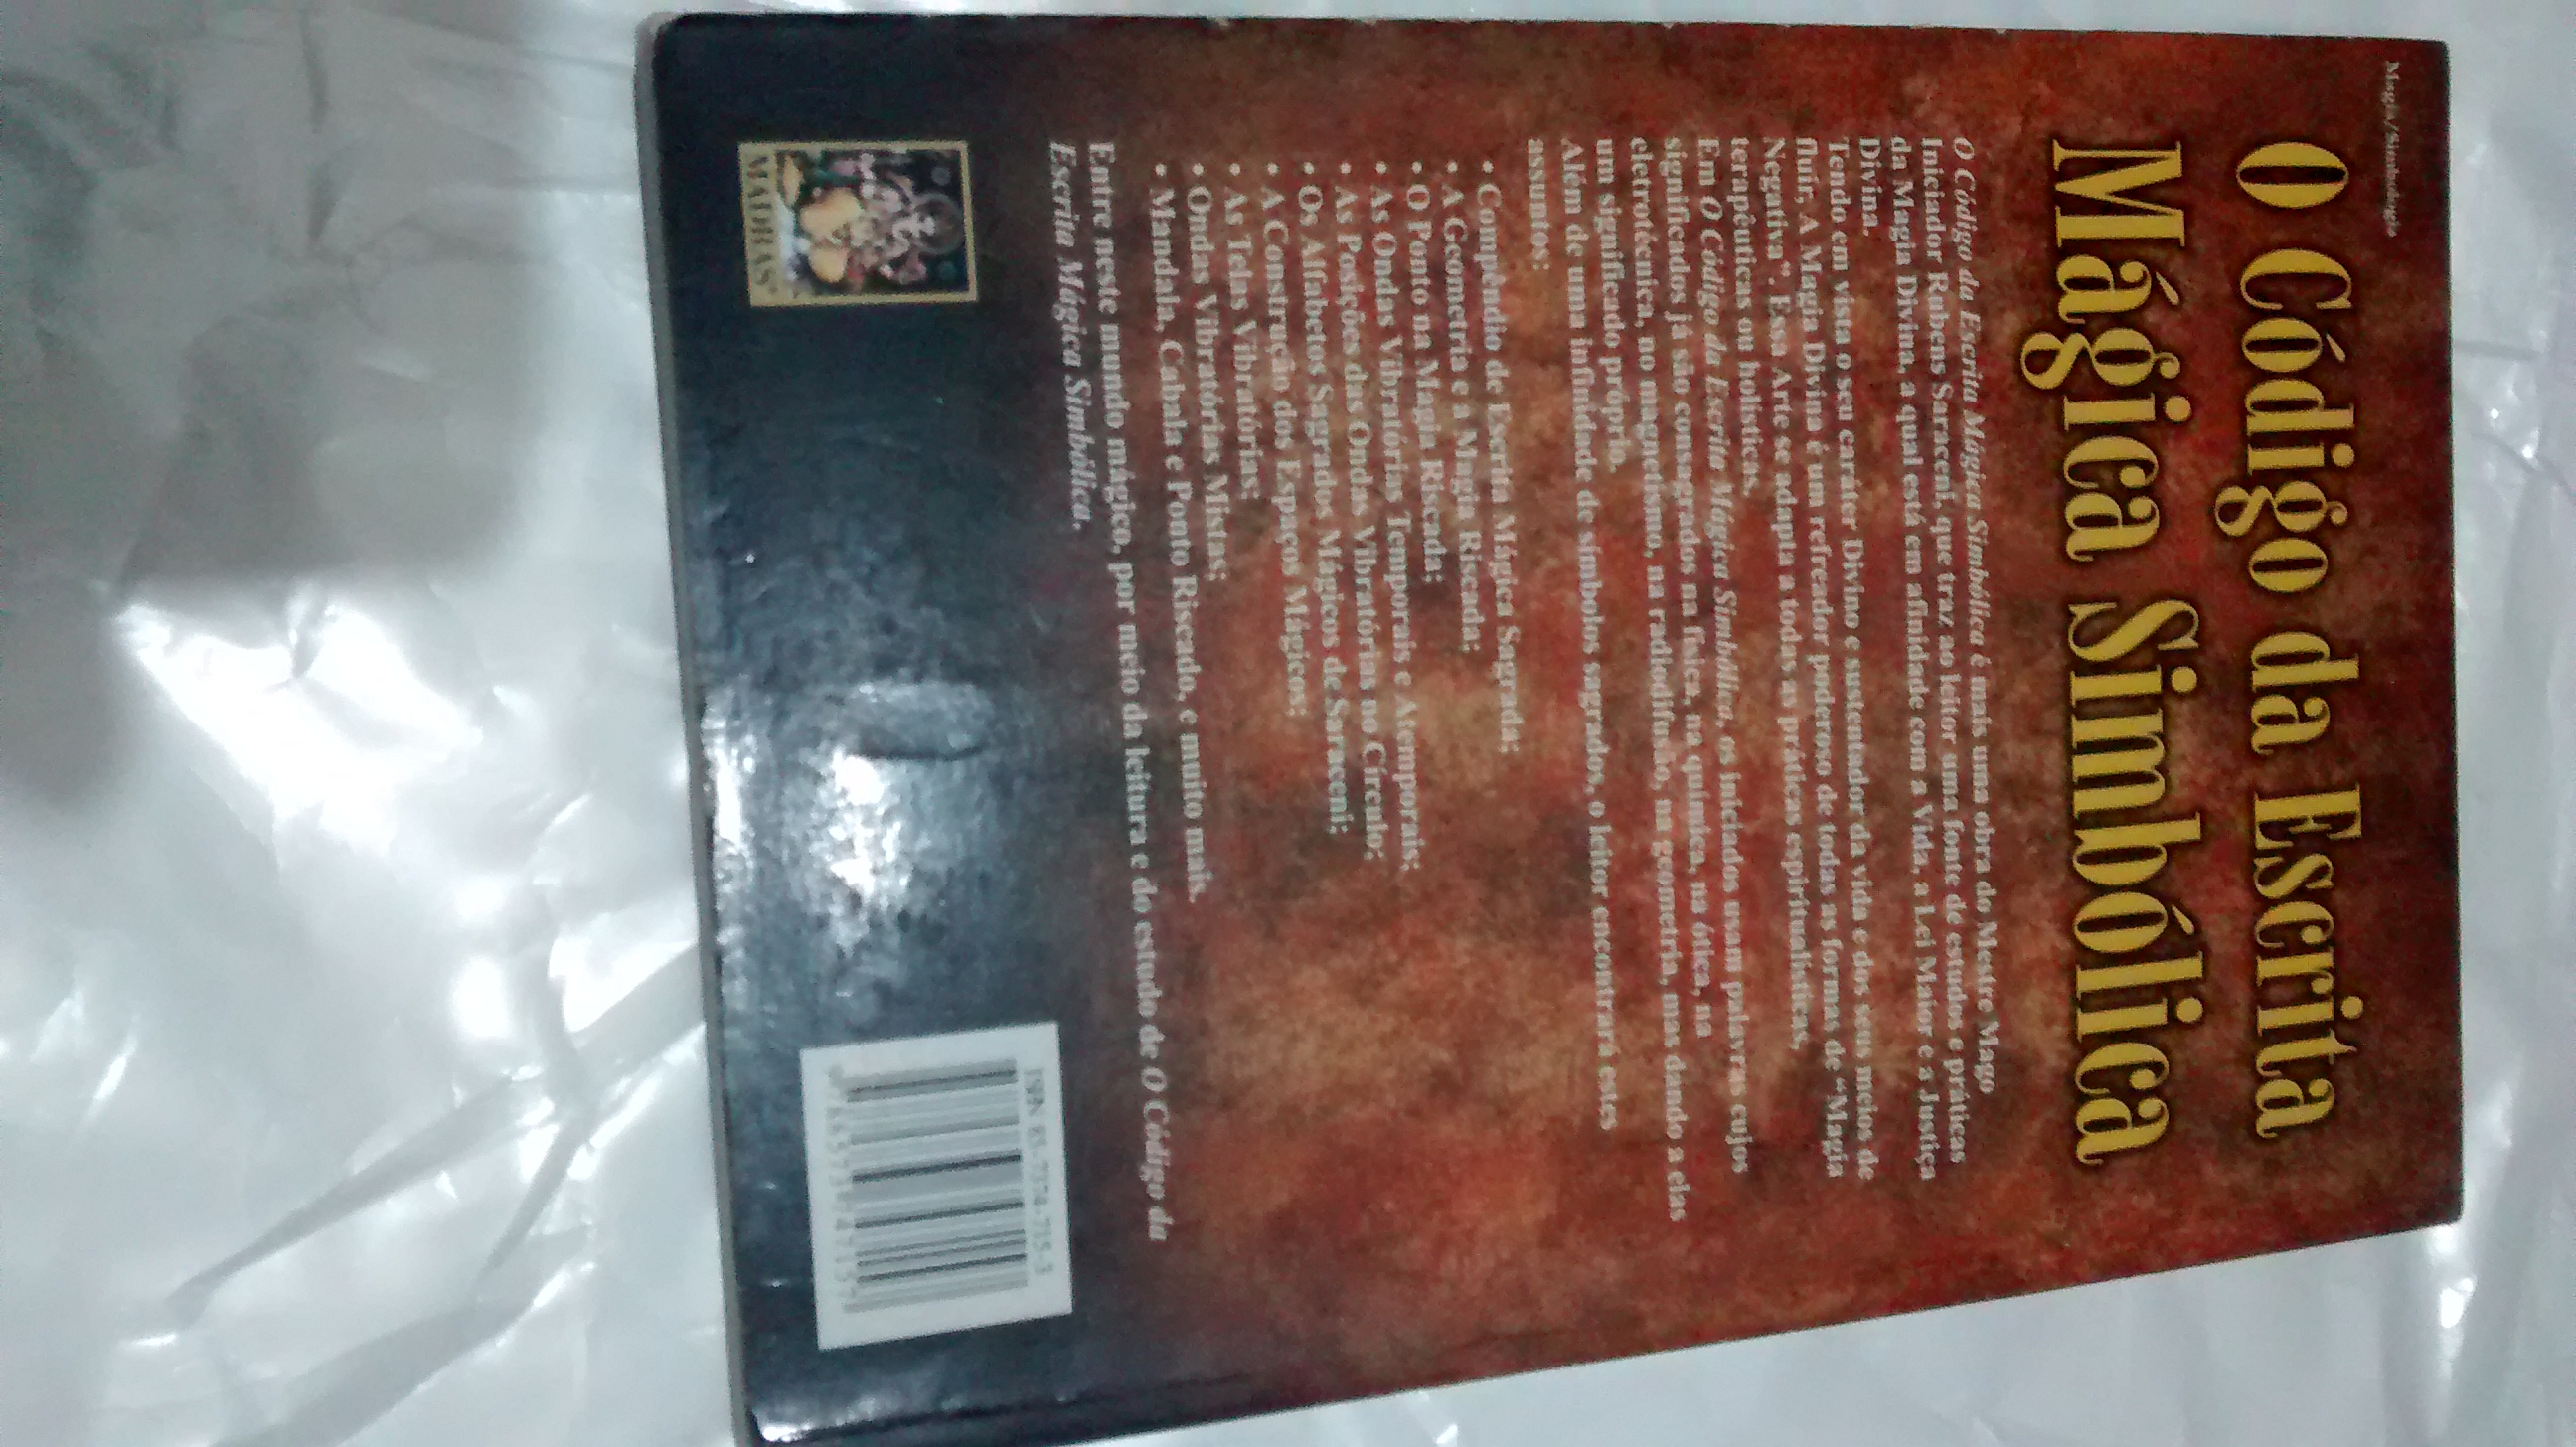 Magia/Simbologia
O Código da Escrita
Mágica Simbólica
O Código da Escrita Mágica Simbólica é mais uma obra do Mestre Mago
Iniciador Rubens Saraceni, que traz ao leitor uma fonte de estudos e práticas
da Magia Divina, a qual está em afinidade com a Vida, a Lei Maior e a Justiça
Divina.
Tendo em vista o seu caráter Divino e sustentador da vida e dos seus meios de
fluir, A Magia Divina é um refreador poderoso de todas as formas de “Magia
Negativa”. Essa Arte se adapta a todos as práticas espiritualistas,
terapêuticas ou holísticas.
Em O Código da Escrita Mágica Simbólica, os iniciados usam palavras cujos
significados já são consagrados na física, na química, na ótica, na
eletrotécnica, no magnetismo, na radiodifusão, na geometria, mas dando a elas
um significado próprio.
Além de uma infinidade de símbolos sagrados, o leitor encontrará estes
assuntos:
• Compêndio de Escrita Mágica Sagrada;
• A Geometria e a Magia Riscada;
• O Ponto na Magia Riscada;
• As Ondas Vibratórias Temporais e Atemporais;
• As Posições das Ondas Vibratórias no Círculo;
• Os Alfabetos Sagrados Mágicos de Saraceni;
• A Construção dos Espaços Mágicos;
• As Telas Vibratórias;
• Ondas Vibratórias Mistas;
• Mandala, Cabala e Ponto Riscado, e muito mais.
Entre neste mundo mágico, por meio da leitura e do estudo de O Código da
Escrita Mágica Simbólica.
MADRAS
ISBN 85-7374-715-3